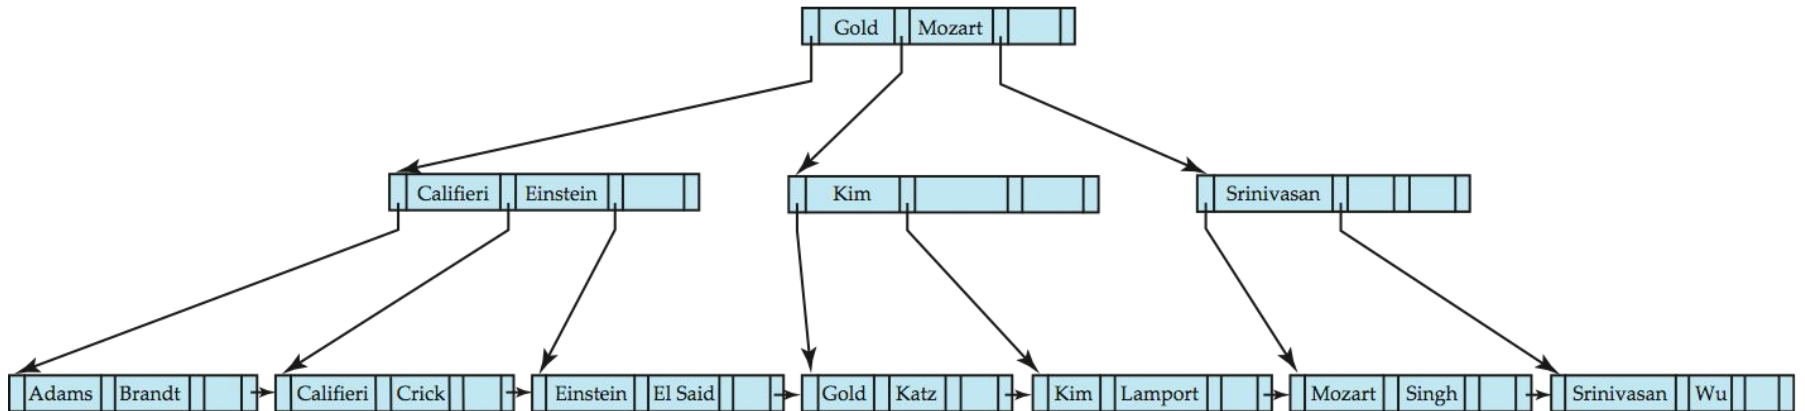 Gold Mozart
Califieri Einstein Kim Srinivasan
Adams Brandt Califieri Crick Einstein El Said Gold Katz Kim Lamport Mozart Singh Srinivasan Wu